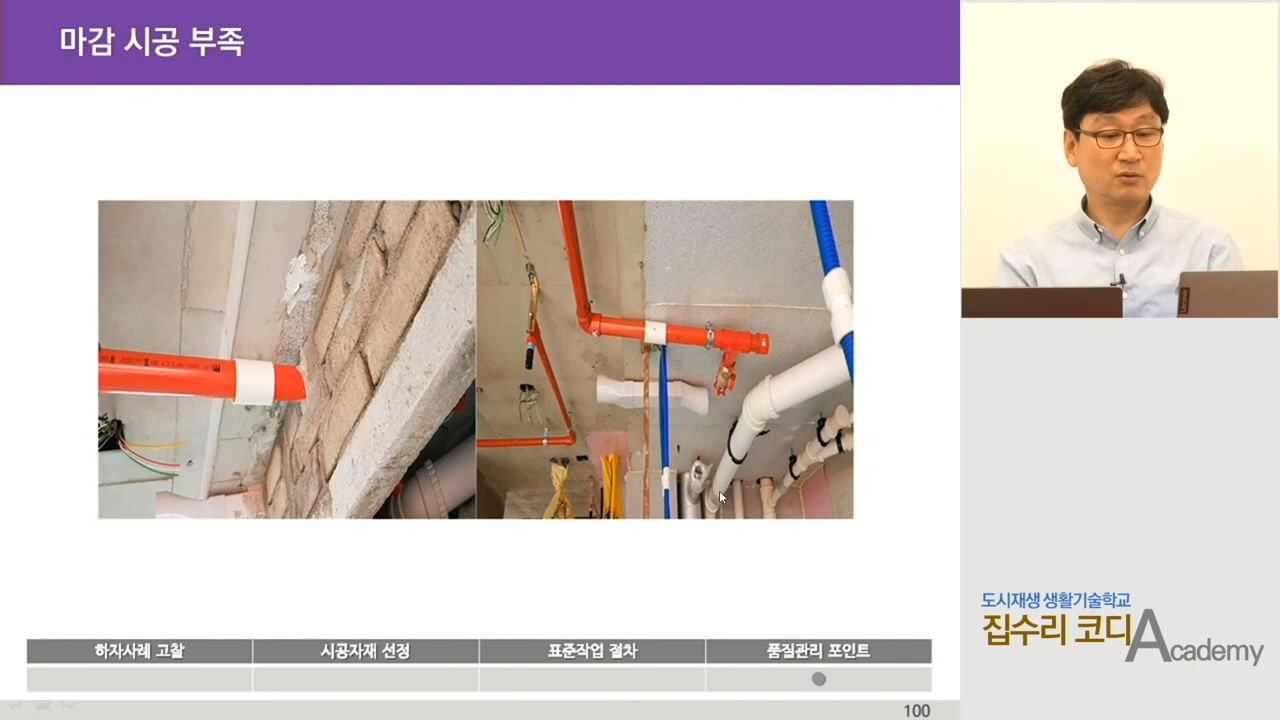 마감 시공 부족
하자사례 고찰
시공자재 선정
표준작업 절차
품질관리 포인트
100
Lenovo
도시재생 생활기술학교
집수리 코디Academy